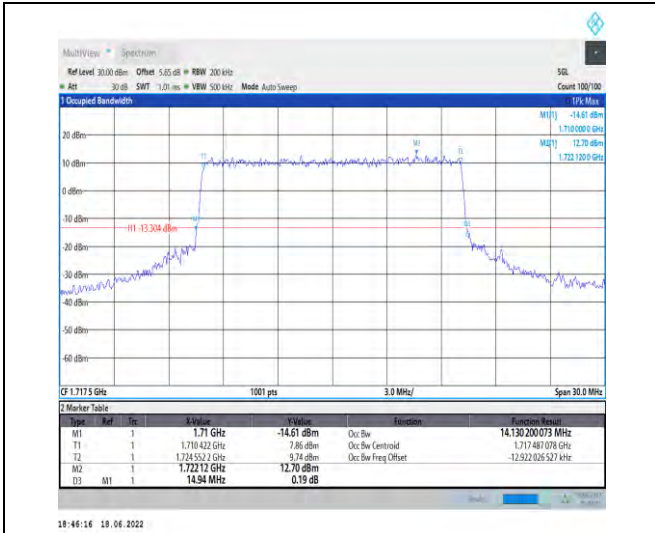 MultiView Spectrum
Ref Level 30.00 dBm Offset 5.65 dB RBW 200 kHz SGL
Att 30 dB SWT 1.01 ms VBW 500 kHz Mode Auto Sweep Count 100/100
1 Occupied Bandwidth 1Pk Max
M1[1] -14.61 dBm
1.710 000 0 GHz
M2[1] 12.70 dBm
1.722 120 0 GHz
20 dBm
M2
T1 T2
10 dBm
0 dBm
-10 dBm
H1 -13.304 dBm
-20 dBm
-30 dBm
-40 dBm
-50 dBm
-60 dBm
CF 1.717 5 GHz 1001 pts 3.0 MHz/ Span 30.0 MHz
2 Marker Table
Type Ref Trc X-Value Y-Value Function Function Result
M1 1 1.71 GHz -14.61 dBm Occ Bw 14.130 200 073 MHz
T1 1 1.710 422 GHz 7.86 dBm Occ Bw Centroid 1.717 487 078 GHz
T2 1 1.724 552 2 GHz 9.74 dBm Occ Bw Freq Offset -12.922 026 527 kHz
M2 1 1.722 12 GHz 12.70 dBm
D3 M1 1 14.94 MHz 0.19 dB
18:46:16 18.06.2022